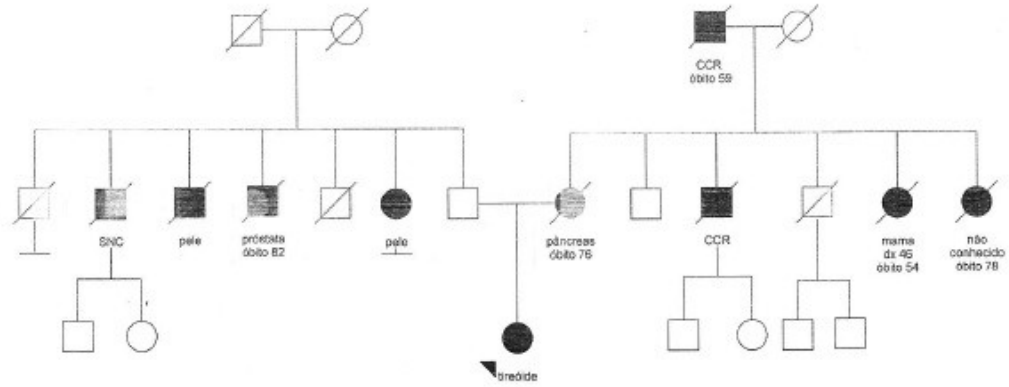 CCR
óbito 59
SNC
pele
próstata
óbito 82
pele
pâncreas
óbito 76
CCR
mama
dx 46
óbito 54
não
conhecido
óbito 78
tireóide